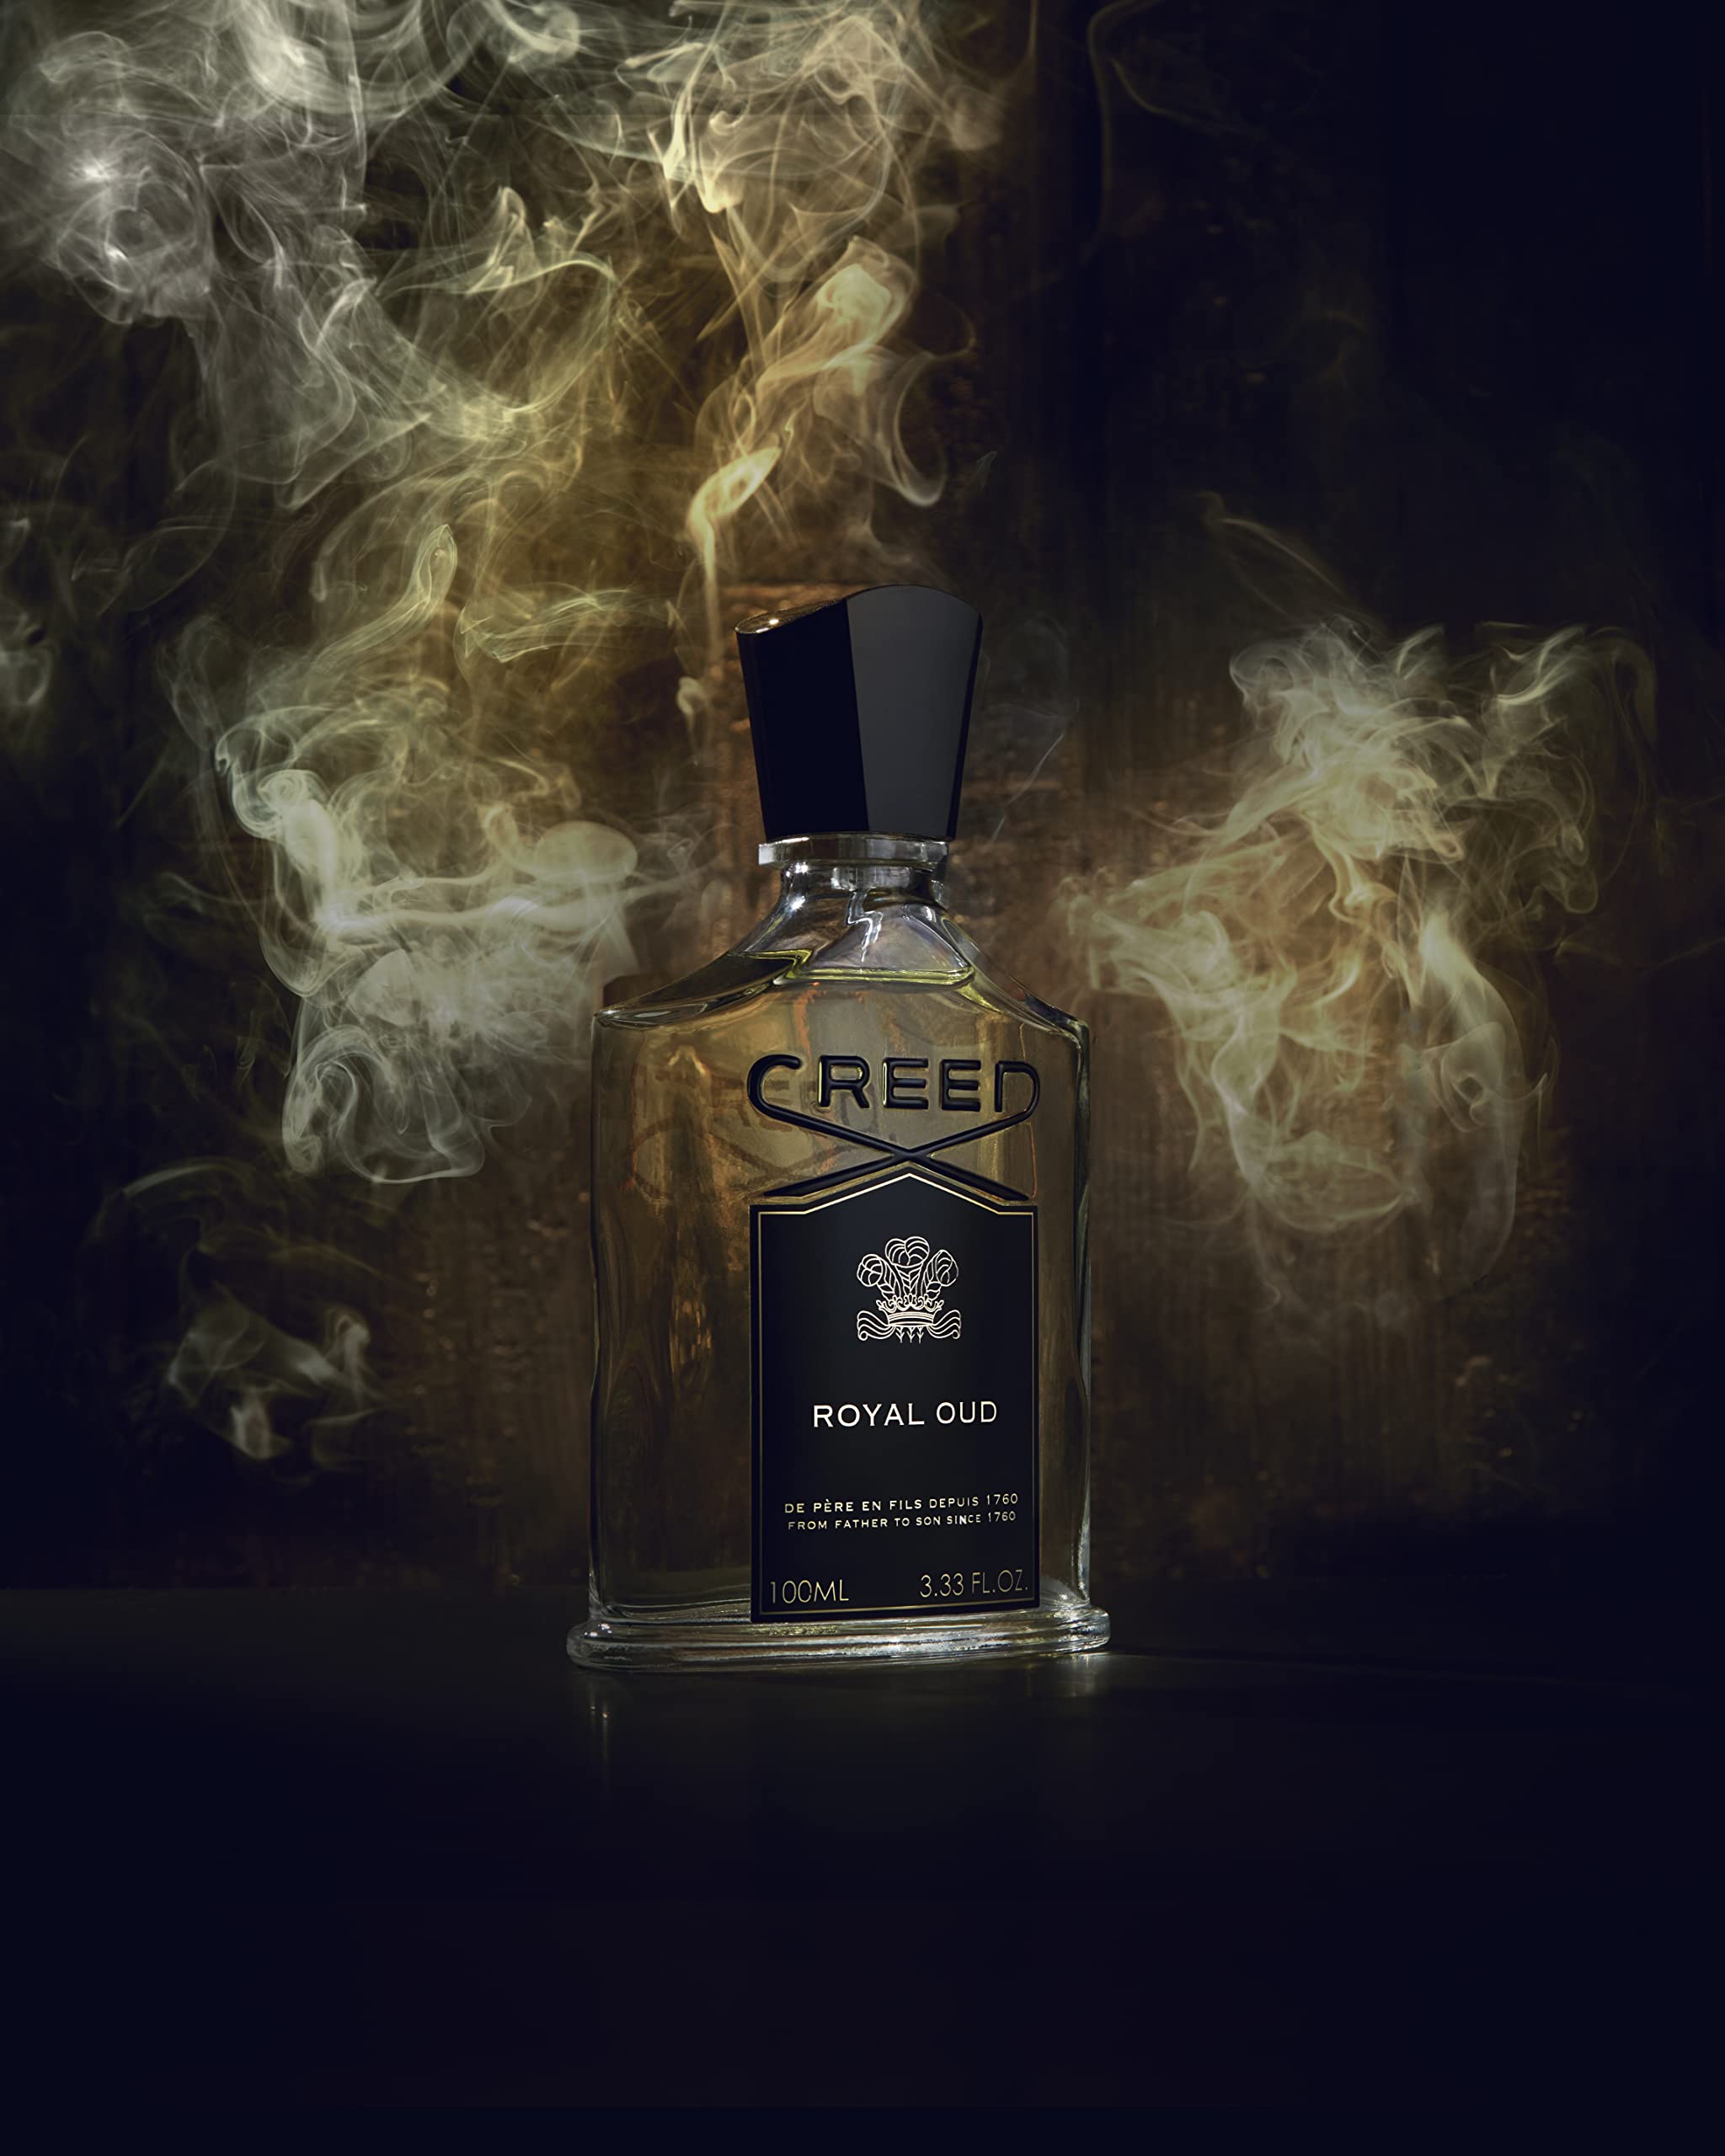 CREED
ROYAL OUD
DE PÈRE EN FILS DEPUIS 1760
FROM FATHER TO SON SINCE 1760
100ML 3.33 FL.OZ.